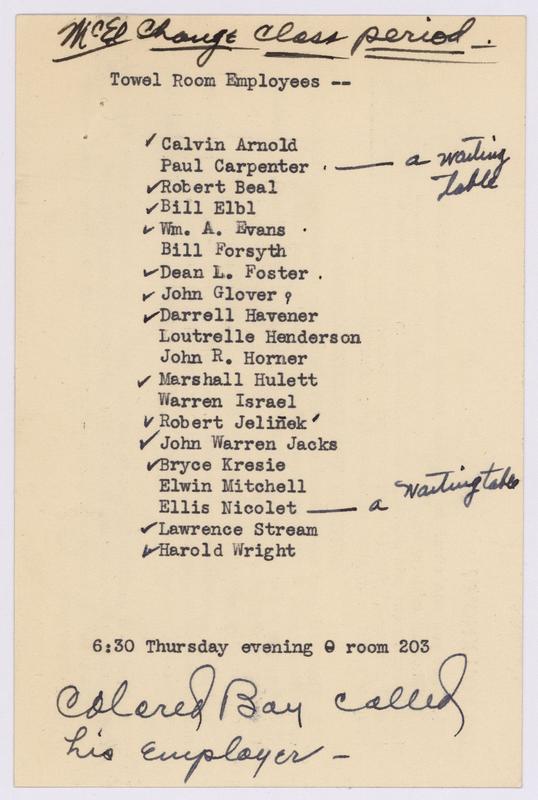 McEl Change class period.
Towel Room Employees --
✓ Calvin Arnold
Paul Carpenter . — a waiting table
✓ Robert Beal
✓ Bill Elbl
✓ Wm. A. Evans .
Bill Forsyth
✓ Dean L. Foster .
✓ John Glover ?
✓ Darrell Havener
Loutrelle Henderson
John R. Horner
✓ Marshall Hulett
Warren Israel
✓ Robert Jelinek
✓ John Warren Jacks
✓ Bryce Kresie
Elwin Mitchell
Ellis Nicolet — a waiting table
✓ Lawrence Stream
✓ Harold Wright
6:30 Thursday evening @ room 203
Colored Boy called
his employer —